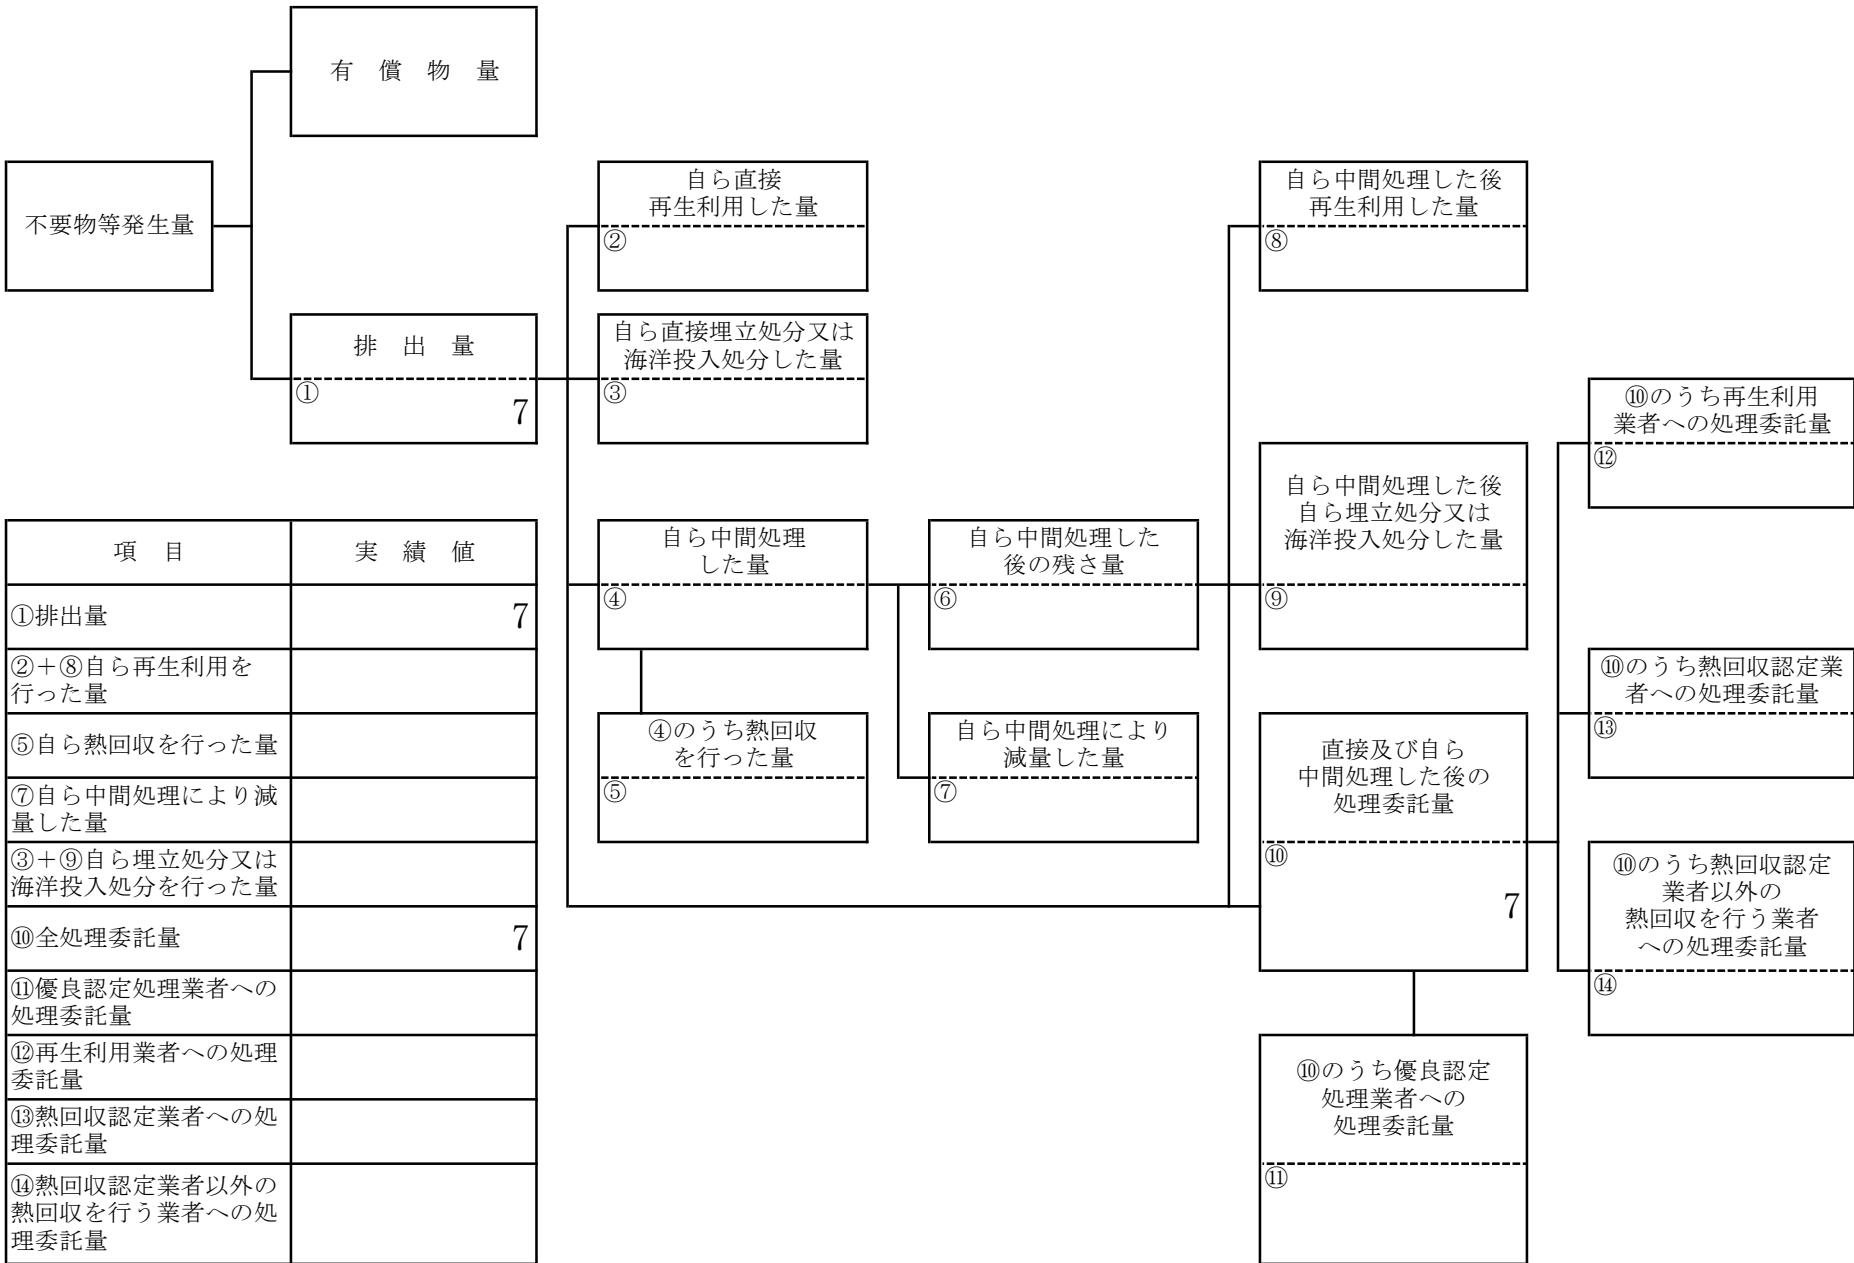 有 償 物 量
不要物等発生量
自ら直接
再生利用した量
②
自ら中間処理した後
再生利用した量
⑧
排 出 量
①
7
自ら直接埋立処分又は
海洋投入処分した量
③
⑩のうち再生利用
業者への処理委託量
⑫
自ら中間処理した後
自ら埋立処分又は
海洋投入処分した量
⑨
自ら中間処理
した量
④
自ら中間処理した
後の残さ量
⑥
④のうち熱回収
を行った量
⑤
自ら中間処理により
減量した量
⑦
直接及び自ら
中間処理した後の
処理委託量
⑩
7
⑩のうち熱回収認定業
者への処理委託量
⑬
⑩のうち熱回収認定
業者以外の
熱回収を行う業者
への処理委託量
⑭
⑩のうち優良認定
処理業者への
処理委託量
⑪
項 目 実 績 値
①排出量 7
②+⑧自ら再生利用を
行った量
⑤自ら熱回収を行った量
⑦自ら中間処理により減
量した量
③+⑨自ら埋立処分又は
海洋投入処分を行った量
⑩全処理委託量 7
⑪優良認定処理業者への
処理委託量
⑫再生利用業者への処理
委託量
⑬熱回収認定業者への処
理委託量
⑭熱回収認定業者以外の
熱回収を行う業者への処
理委託量